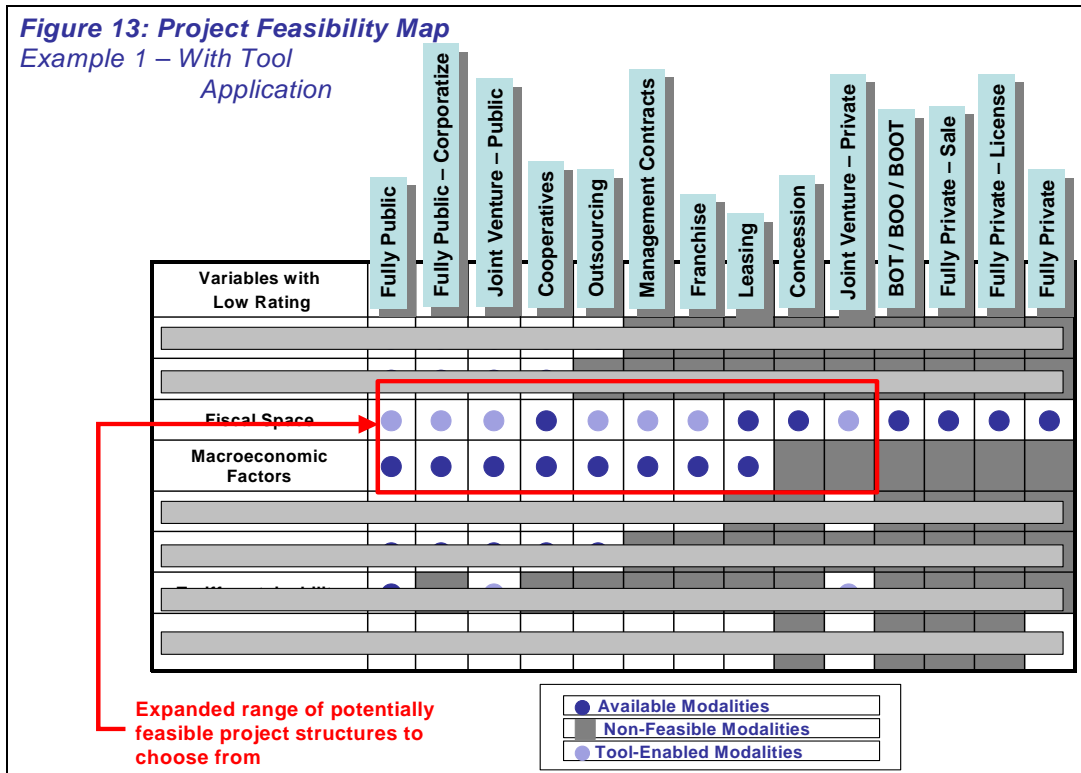 Figure 13: Project Feasibility Map
Example 1 – With Tool
Application
Fully Public
Fully Public – Corporatize
Joint Venture – Public
Cooperatives
Outsourcing
Management Contracts
Franchise
Leasing
Concession
Joint Venture – Private
BOT / BOO / BOOT
Fully Private – Sale
Fully Private – License
Fully Private
Variables with
Low Rating
Fiscal Space
Macroeconomic
Factors
Expanded range of potentially
feasible project structures to
choose from
Available Modalities
Non-Feasible Modalities
Tool-Enabled Modalities